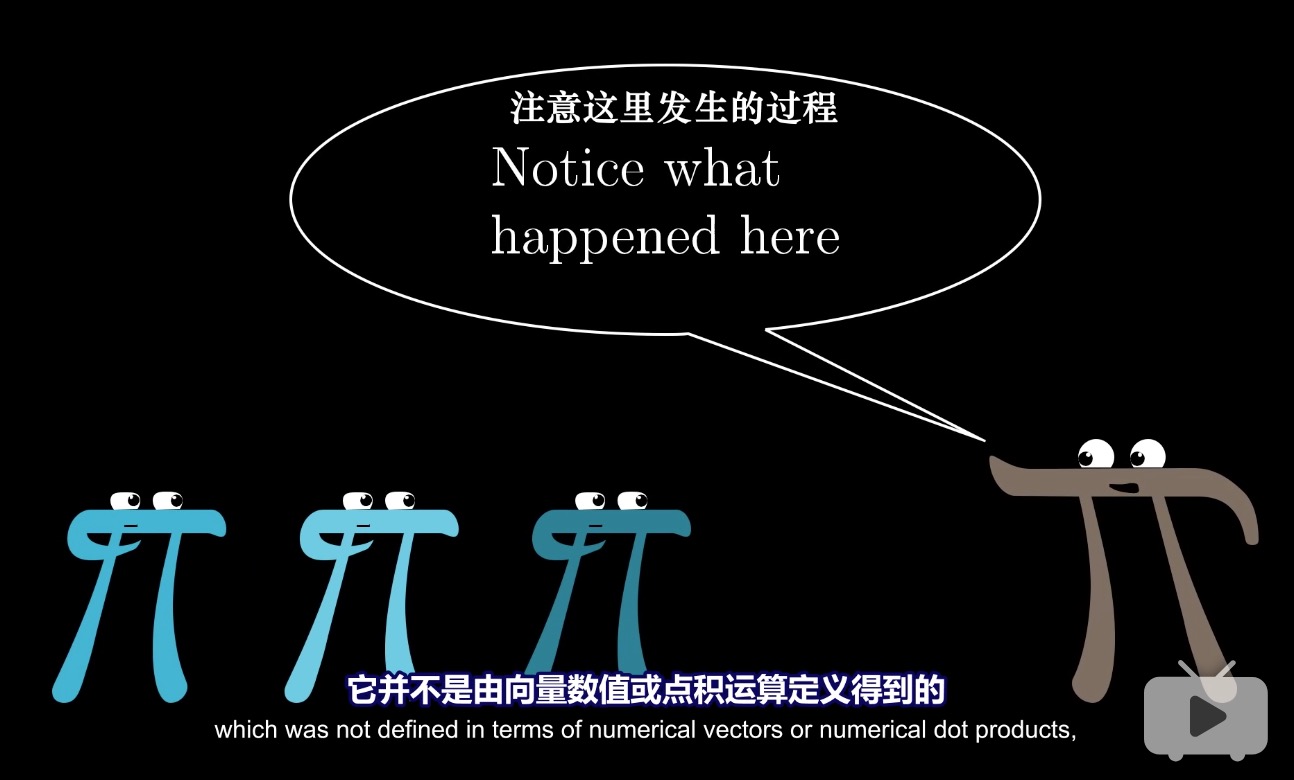 注意这里发生的过程
Notice what
happened here
它并不是由向量数值或点积运算定义得到的
which was not defined in terms of numerical vectors or numerical dot products,